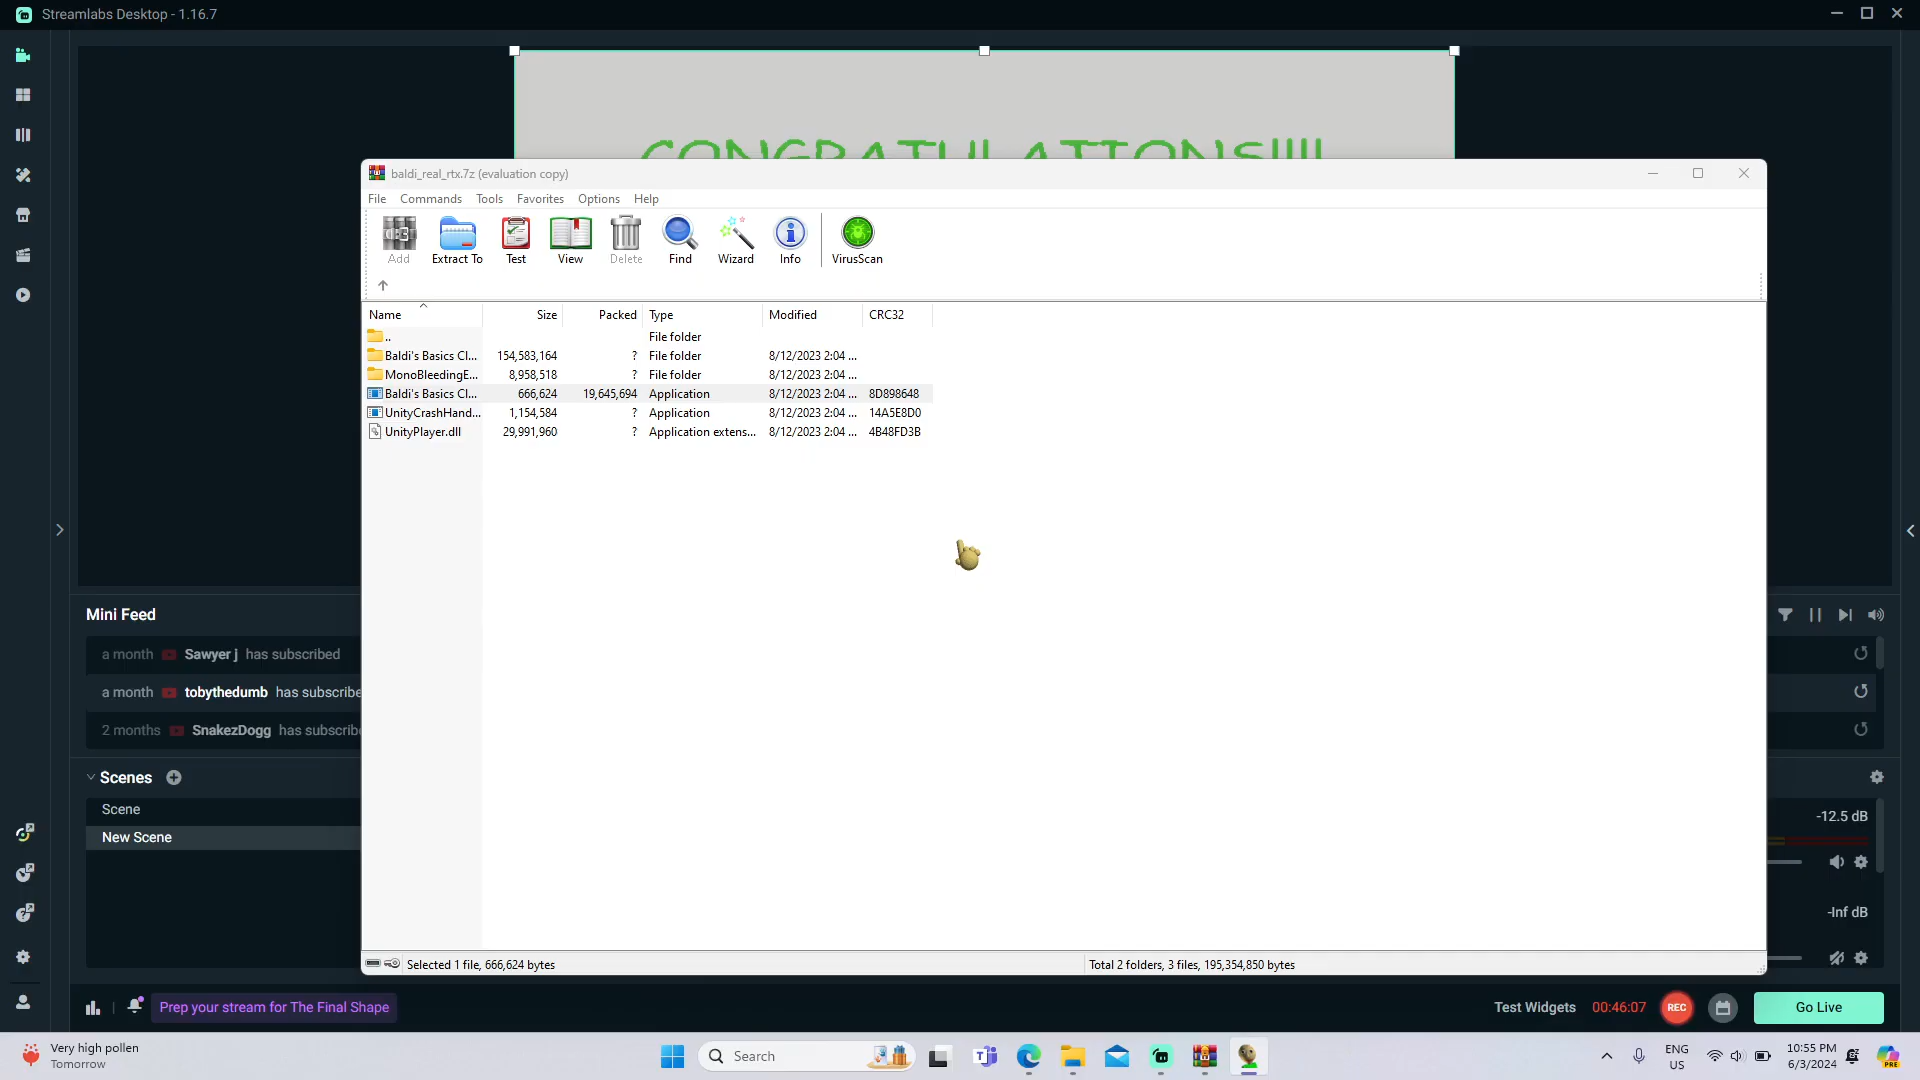 Streamlabs Desktop - 1.16.7
CONGRATULATIONS!!!!
baldi_real_rtx.7z (evaluation copy)
File Commands Tools Favorites Options Help
Add Extract To Test View Delete Find Wizard Info VirusScan
Name Size Packed Type Modified CRC32
.. File folder
Baldi's Basics Cl... 154,583,164 ? File folder 8/12/2023 2:04 ...
MonoBleedingE... 8,958,518 ? File folder 8/12/2023 2:04 ...
Baldi's Basics Cl... 666,624 19,645,694 Application 8/12/2023 2:04 ... 8D898648
UnityCrashHand... 1,154,584 ? Application 8/12/2023 2:04 ... 14A5E8D0
UnityPlayer.dll 29,991,960 ? Application extens... 8/12/2023 2:04 ... 4B48FD3B
Mini Feed
a month Sawyer j has subscribed
a month tobythedumb has subscribe
2 months SnakezDogg has subscribe
Scenes
Scene
New Scene
-12.5 dB
-Inf dB
Selected 1 file, 666,624 bytes
Total 2 folders, 3 files, 195,354,850 bytes
Prep your stream for The Final Shape
Test Widgets 00:46:07 REC Go Live
Very high pollen
Tomorrow
Search
ENG
US
10:55 PM
6/3/2024
PRE